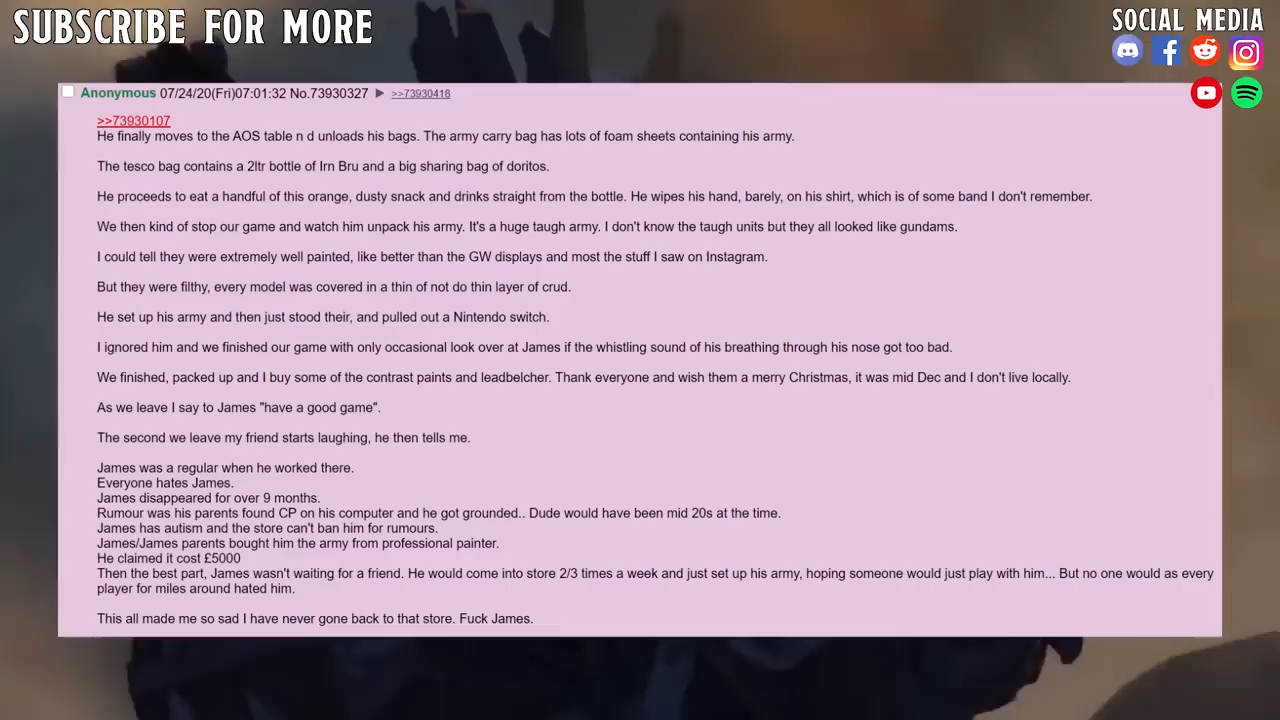 SUBSCRIBE FOR MORE
SOCIAL MEDIA
Anonymous 07/24/20(Fri)07:01:32 No.73930327 ▶ >>73930418
>>73930107
He finally moves to the AOS table n d unloads his bags. The army carry bag has lots of foam sheets containing his army.
The tesco bag contains a 2ltr bottle of Irn Bru and a big sharing bag of doritos.
He proceeds to eat a handful of this orange, dusty snack and drinks straight from the bottle. He wipes his hand, barely, on his shirt, which is of some band I don't remember.
We then kind of stop our game and watch him unpack his army. It's a huge taugh army. I don't know the taugh units but they all looked like gundams.
I could tell they were extremely well painted, like better than the GW displays and most the stuff I saw on Instagram.
But they were filthy, every model was covered in a thin of not do thin layer of crud.
He set up his army and then just stood their, and pulled out a Nintendo switch.
I ignored him and we finished our game with only occasional look over at James if the whistling sound of his breathing through his nose got too bad.
We finished, packed up and I buy some of the contrast paints and leadbelcher. Thank everyone and wish them a merry Christmas, it was mid Dec and I don't live locally.
As we leave I say to James "have a good game".
The second we leave my friend starts laughing, he then tells me.
James was a regular when he worked there.
Everyone hates James.
James disappeared for over 9 months.
Rumour was his parents found CP on his computer and he got grounded.. Dude would have been mid 20s at the time.
James has autism and the store can't ban him for rumours.
James/James parents bought him the army from professional painter.
He claimed it cost £5000
Then the best part, James wasn't waiting for a friend. He would come into store 2/3 times a week and just set up his army, hoping someone would just play with him... But no one would as every
player for miles around hated him.
This all made me so sad I have never gone back to that store. Fuck James.